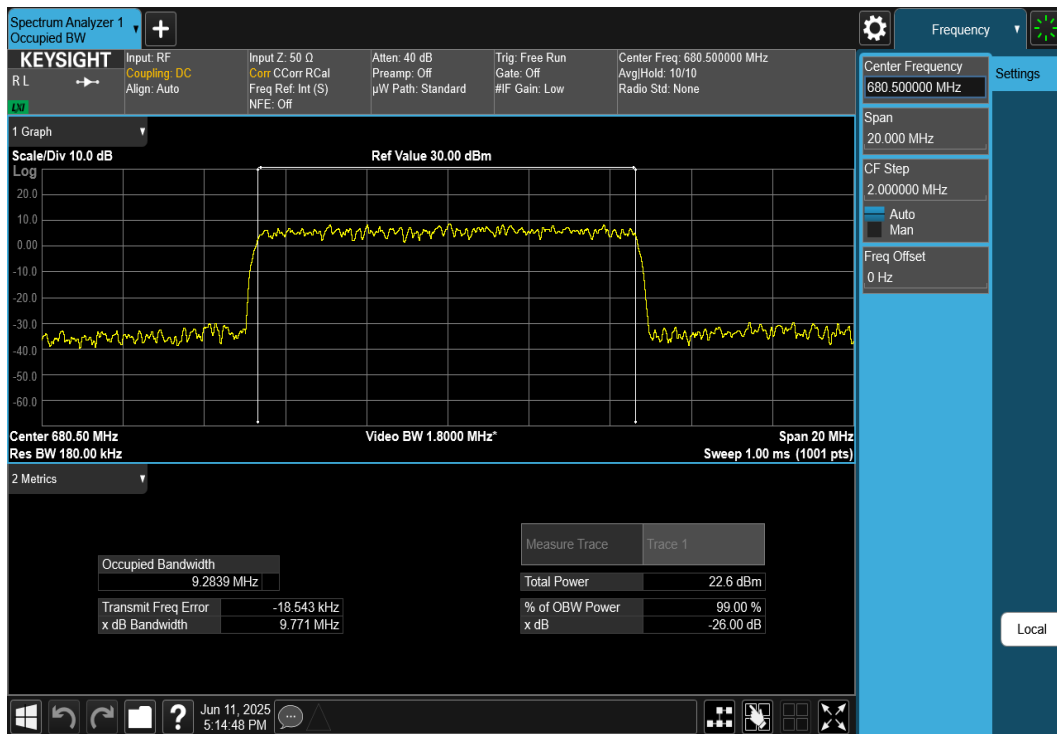 Spectrum Analyzer 1
Occupied BW
Frequency
KEYSIGHT
R L
LXI
Input: RF
Coupling: DC
Align: Auto
Input Z: 50 Ω
Corr CCorr RCal
Freq Ref: Int (S)
NFE: Off
Atten: 40 dB
Preamp: Off
µW Path: Standard
Trig: Free Run
Gate: Off
#IF Gain: Low
Center Freq: 680.500000 MHz
Avg|Hold: 10/10
Radio Std: None
Center Frequency
680.500000 MHz
Settings
Span
20.000 MHz
CF Step
2.000000 MHz
Auto
Man
Freq Offset
0 Hz
Local
1 Graph
Scale/Div 10.0 dB
Ref Value 30.00 dBm
Log
20.0
10.0
0.00
-10.0
-20.0
-30.0
-40.0
-50.0
-60.0
Center 680.50 MHz
Video BW 1.8000 MHz*
Span 20 MHz
Res BW 180.00 kHz
Sweep 1.00 ms (1001 pts)
2 Metrics
Measure Trace
Trace 1
Occupied Bandwidth
9.2839 MHz
Total Power
22.6 dBm
Transmit Freq Error
-18.543 kHz
% of OBW Power
99.00 %
x dB Bandwidth
9.771 MHz
x dB
-26.00 dB
?
Jun 11, 2025
5:14:48 PM